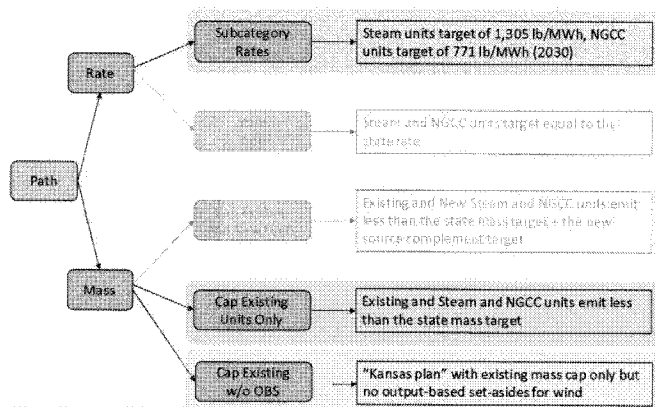 Subcategory
Rates
Steam units target of 1,305 lb/MWh, NGCC
units target of 771 lb/MWh (2030)
Rate
Steam and NGCC units target equal to the
state rate
Path
Existing and New Steam and NGCC units emit
less than the state mass target + the new
source complement target
Mass
Cap Existing
Units Only
Existing and Steam and NGCC units emit less
than the state mass target
Cap Existing
w/o OBS
"Kansas plan" with existing mass cap only but
no output-based set-asides for wind